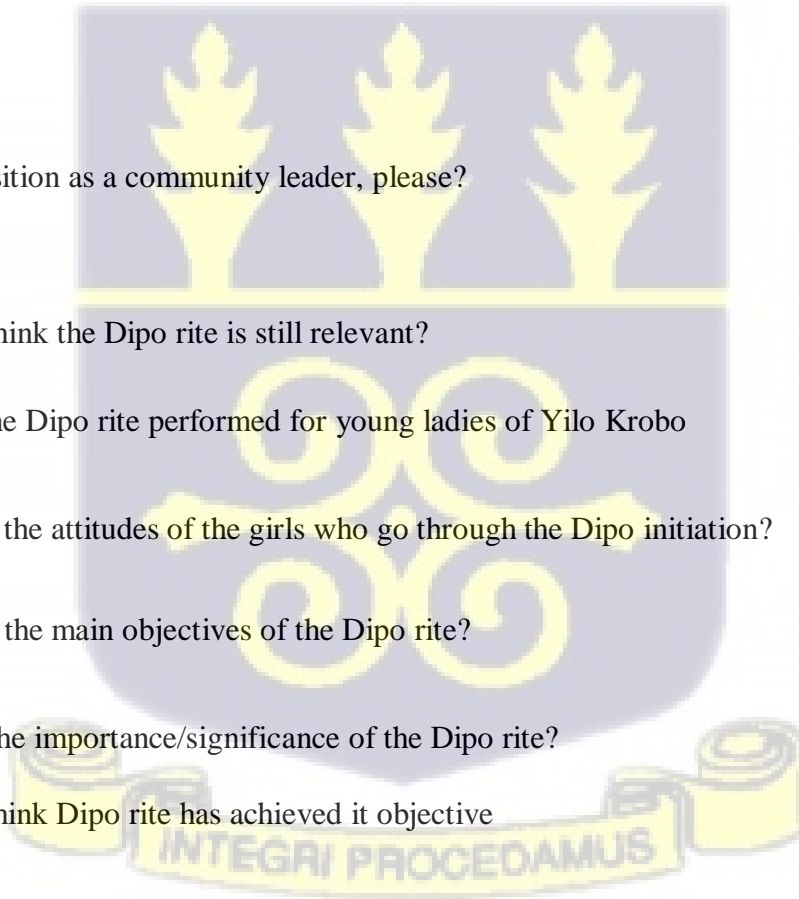 sition as a community leader, please?
hink the Dipo rite is still relevant?
he Dipo rite performed for young ladies of Yilo Krobo
the attitudes of the girls who go through the Dipo initiation?
the main objectives of the Dipo rite?
he importance/significance of the Dipo rite?
hink Dipo rite has achieved it objective
INTEGRI PROCEDAMUS